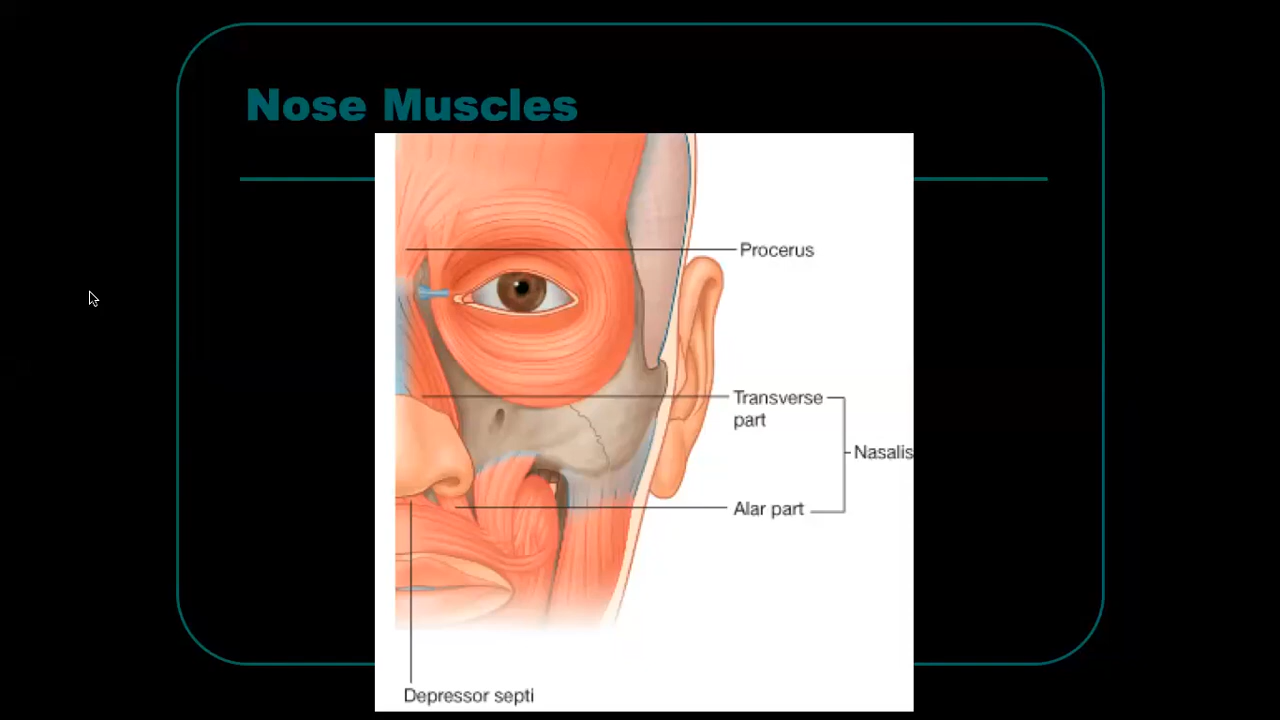 Nose Muscles
Procerus
Transverse
part
Nasalis
Alar part
Depressor septi